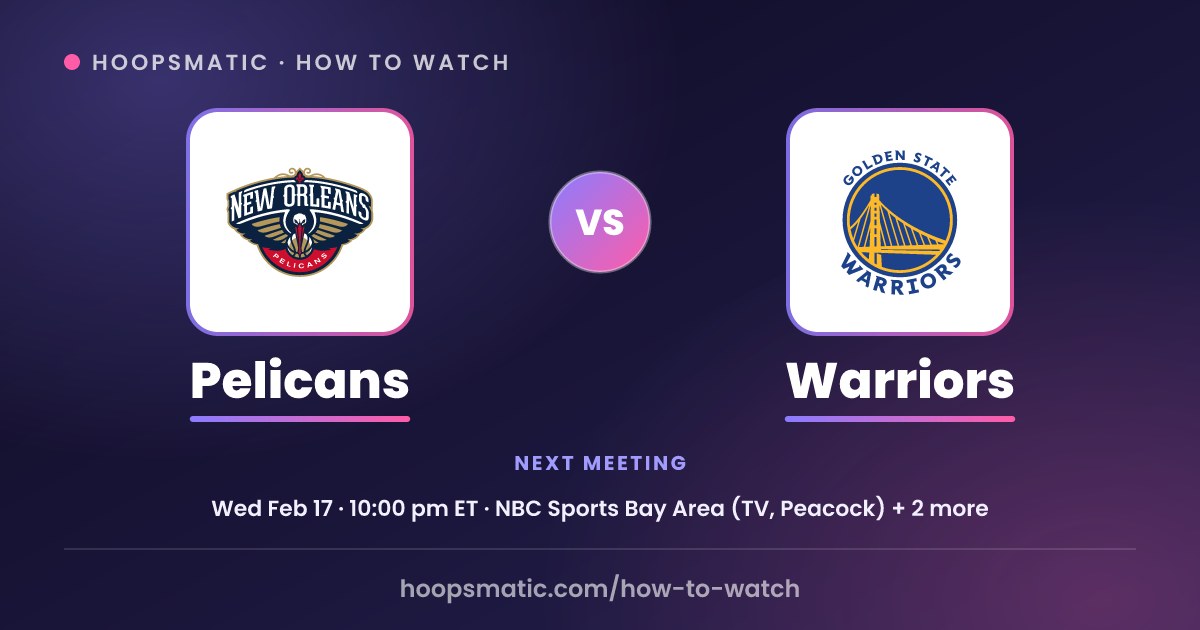 HOOPSMATIC · HOW TO WATCH
NEW ORLEANS
PELICANS
VS
GOLDEN STATE
WARRIORS
Pelicans
Warriors
NEXT MEETING
Wed Feb 17 · 10:00 pm ET · NBC Sports Bay Area (TV, Peacock) + 2 more
hoopsmatic.com/how-to-watch